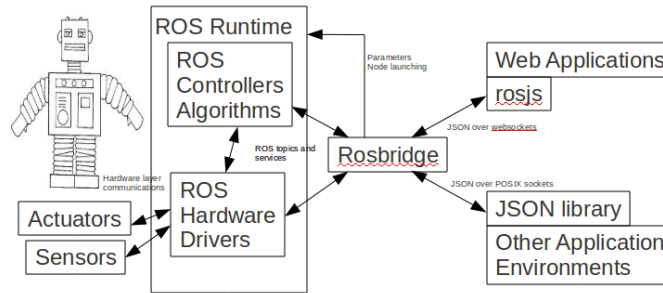 ROS Runtime
ROS
Controllers
Algorithms
Parameters
Node launching
Web Applications
rosjs
JSON over websockets
ROS topics and
services
Rosbridge
Hardware layer
communications
JSON over POSIX sockets
ROS
Hardware
Drivers
Actuators
Sensors
JSON library
Other Application
Environments